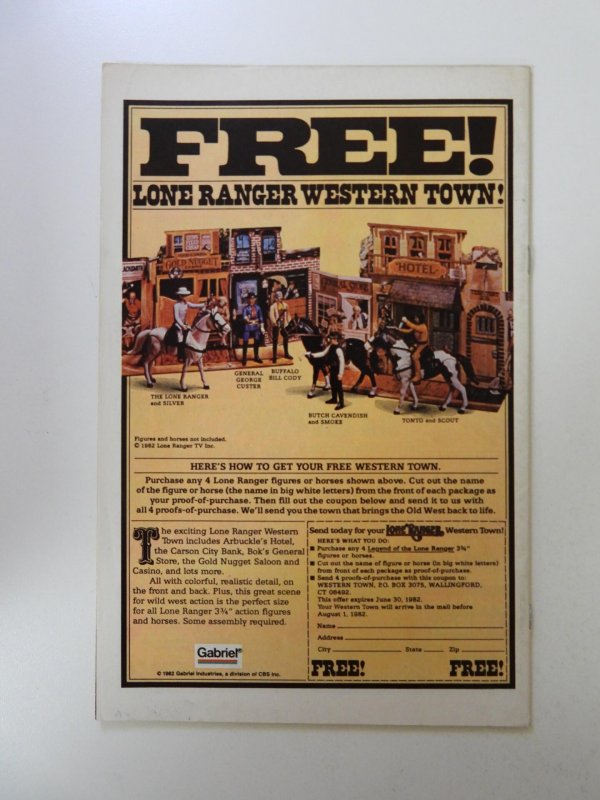 FREE!
LONE RANGER WESTERN TOWN!
GOLD NUGGET
HOTEL
THE LONE RANGER
and SILVER
GENERAL
GEORGE
CUSTER
BUFFALO
BILL CODY
BUTCH CAVENDISH
and SMOKE
TONTO and SCOUT
Figures and horses not included.
© 1982 Lone Ranger TV Inc.
HERE'S HOW TO GET YOUR FREE WESTERN TOWN.
Purchase any 4 Lone Ranger figures or horses shown above. Cut out the name
of the figure or horse (the name in big white letters) from the front of each package as
your proof-of-purchase. Then fill out the coupon below and send it to us with
all 4 proofs-of-purchase. We'll send you the town that brings the Old West back to life.
The exciting Lone Ranger Western
Town includes Arbuckle's Hotel,
the Carson City Bank, Bok's General
Store, the Gold Nugget Saloon and
Casino, and lots more.
All with colorful, realistic detail, on
the front and back. Plus, this great scene
for wild west action is the perfect size
for all Lone Ranger 3¾" action figures
and horses. Some assembly required.
Gabriel®
© 1982 Gabriel Industries, a division of CBS Inc.
Send today for your LONE RANGER Western Town!
HERE'S WHAT YOU DO:
■ Purchase any 4 Legend of the Lone Ranger 3¾"
figures or horses.
■ Cut out the name of figure or horse (in big white letters)
from front of each package as proof-of-purchase.
■ Send 4 proofs-of-purchase with this coupon to:
WESTERN TOWN, P.O. BOX 3075, WALLINGFORD,
CT 06492.
This offer expires June 30, 1982.
Your Western Town will arrive in the mail before
August 1, 1982.
Name
Address
City State Zip
FREE! FREE!